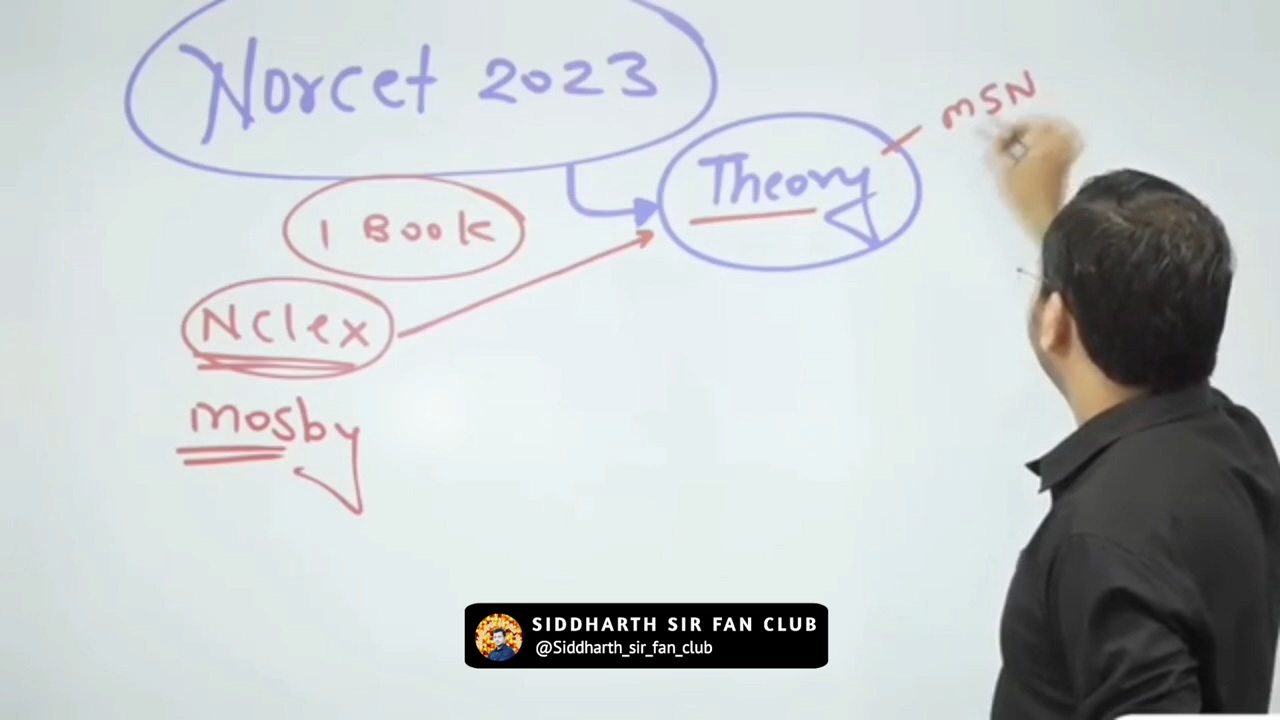 Norcet 2023
MSN
Theory
1 Book
Nclex
mosby
SIDDHARTH SIR FAN CLUB
@Siddharth_sir_fan_club